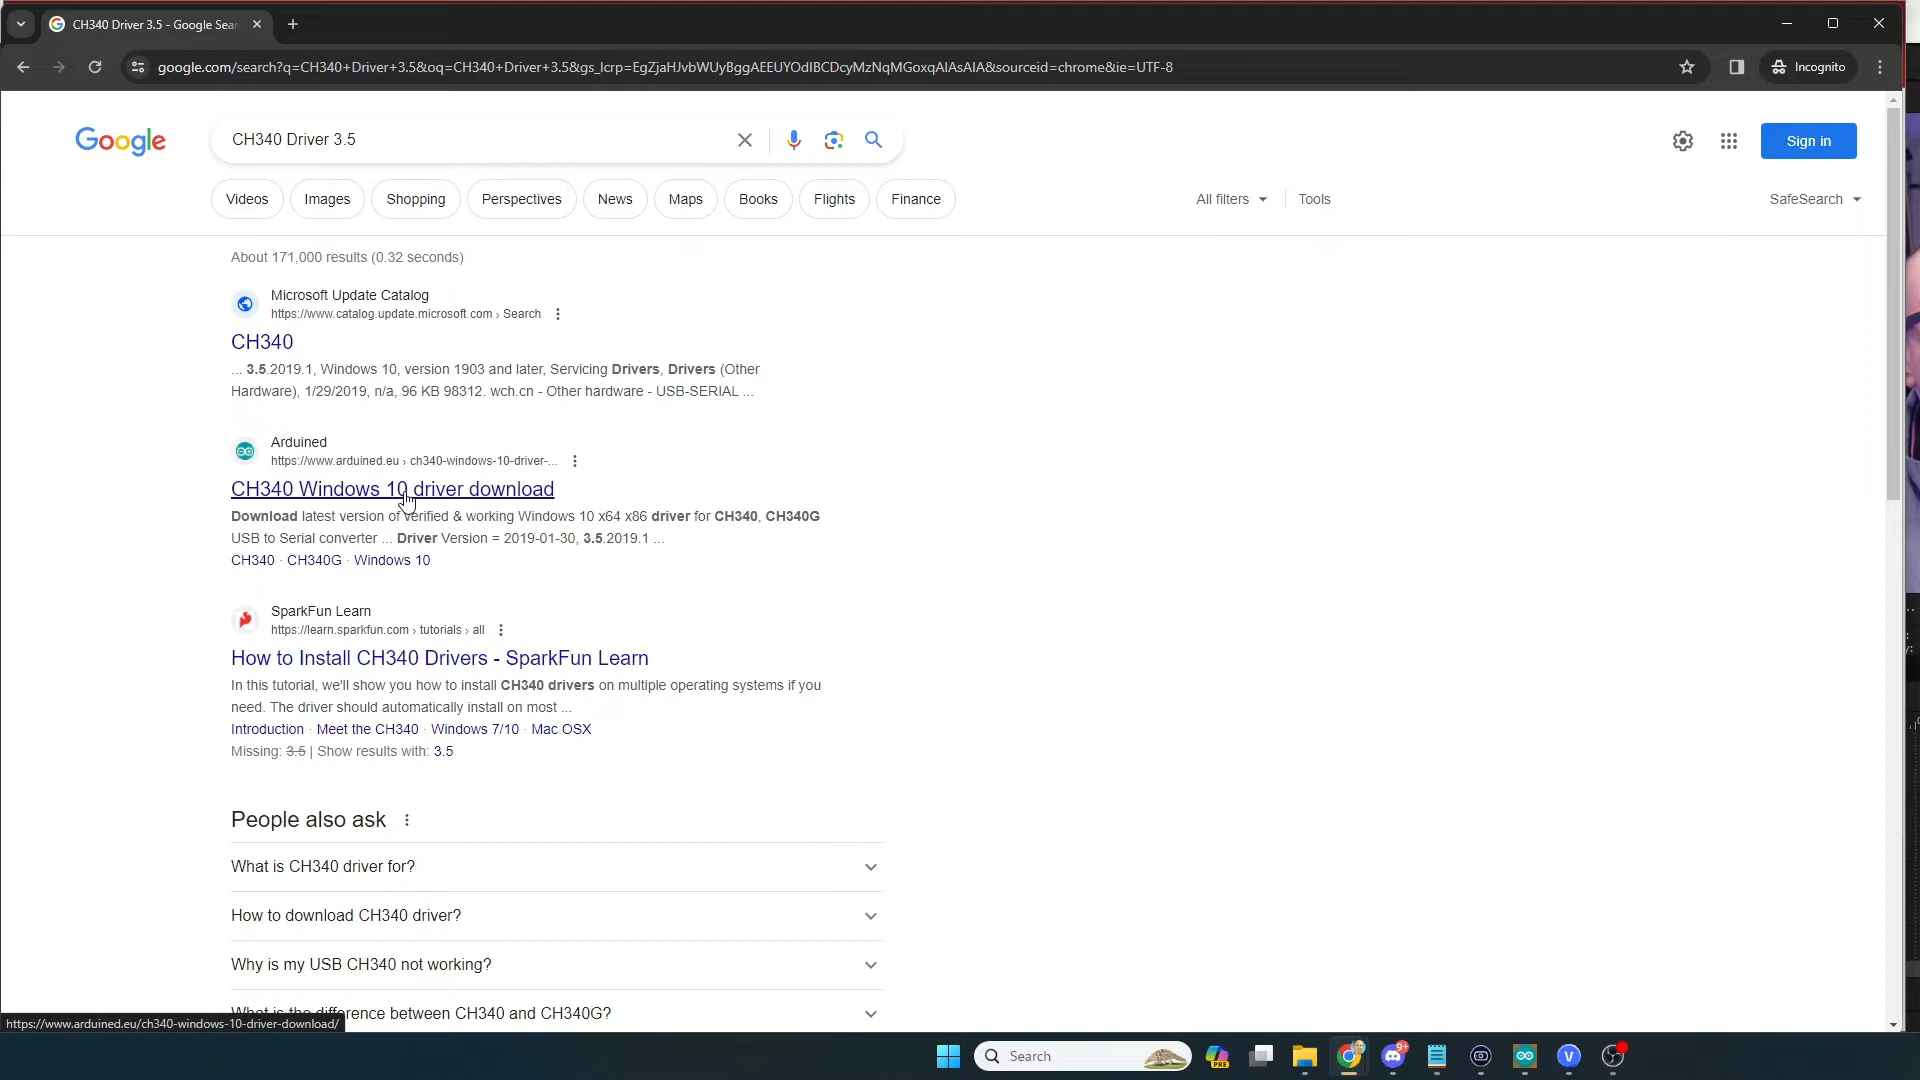 CH340 Driver 3.5 - Google Sear
google.com/search?q=CH340+Driver+3.5&oq=CH340+Driver+3.5&gs_lcrp=EgZjaHJvbWUyBggAEEUYOdIBCDcyMzNqMGoxqAIAsAIA&sourceid=chrome&ie=UTF-8
Incognito
Google
CH340 Driver 3.5
Sign in
Videos
Images
Shopping
Perspectives
News
Maps
Books
Flights
Finance
All filters
Tools
SafeSearch
About 171,000 results (0.32 seconds)
Microsoft Update Catalog
https://www.catalog.update.microsoft.com › Search
CH340
... 3.5.2019.1, Windows 10, version 1903 and later, Servicing Drivers, Drivers (Other
Hardware), 1/29/2019, n/a, 96 KB 98312. wch.cn - Other hardware - USB-SERIAL ...
Arduined
https://www.arduined.eu › ch340-windows-10-driver-...
CH340 Windows 10 driver download
Download latest version of verified & working Windows 10 x64 x86 driver for CH340, CH340G
USB to Serial converter ... Driver Version = 2019-01-30, 3.5.2019.1 ...
CH340 · CH340G · Windows 10
SparkFun Learn
https://learn.sparkfun.com › tutorials › all
How to Install CH340 Drivers - SparkFun Learn
In this tutorial, we'll show you how to install CH340 drivers on multiple operating systems if you
need. The driver should automatically install on most ...
Introduction · Meet the CH340 · Windows 7/10 · Mac OSX
Missing: 3.5 | Show results with: 3.5
People also ask
What is CH340 driver for?
How to download CH340 driver?
Why is my USB CH340 not working?
What is the difference between CH340 and CH340G?
https://www.arduined.eu/ch340-windows-10-driver-download/
Search
PRE
9+
V